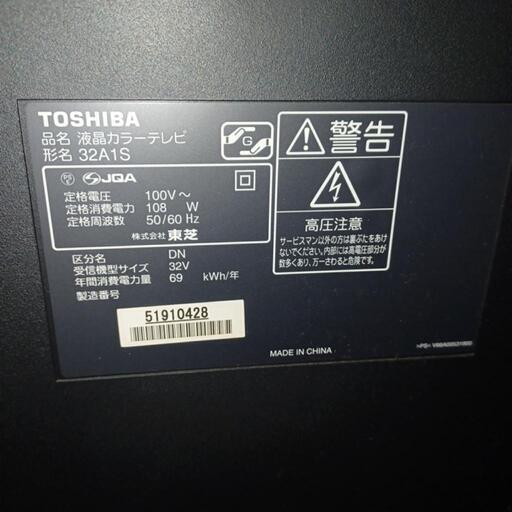 TOSHIBA
品名 液晶カラーテレビ
形名 32A1S
G
PS E JQA
定格電圧 100V～
定格消費電力 108 W
定格周波数 50/60 Hz
株式会社 東芝
区分名 DN
受信機型サイズ 32V
年間消費電力量 69 kWh/年
製造番号
51910428
警告
高圧注意
サービスマン以外の方は裏ぶたをあけ
ないでください。内部には高電圧部分が
数多くあり、万一さわると危険です。
MADE IN CHINA
>PS<